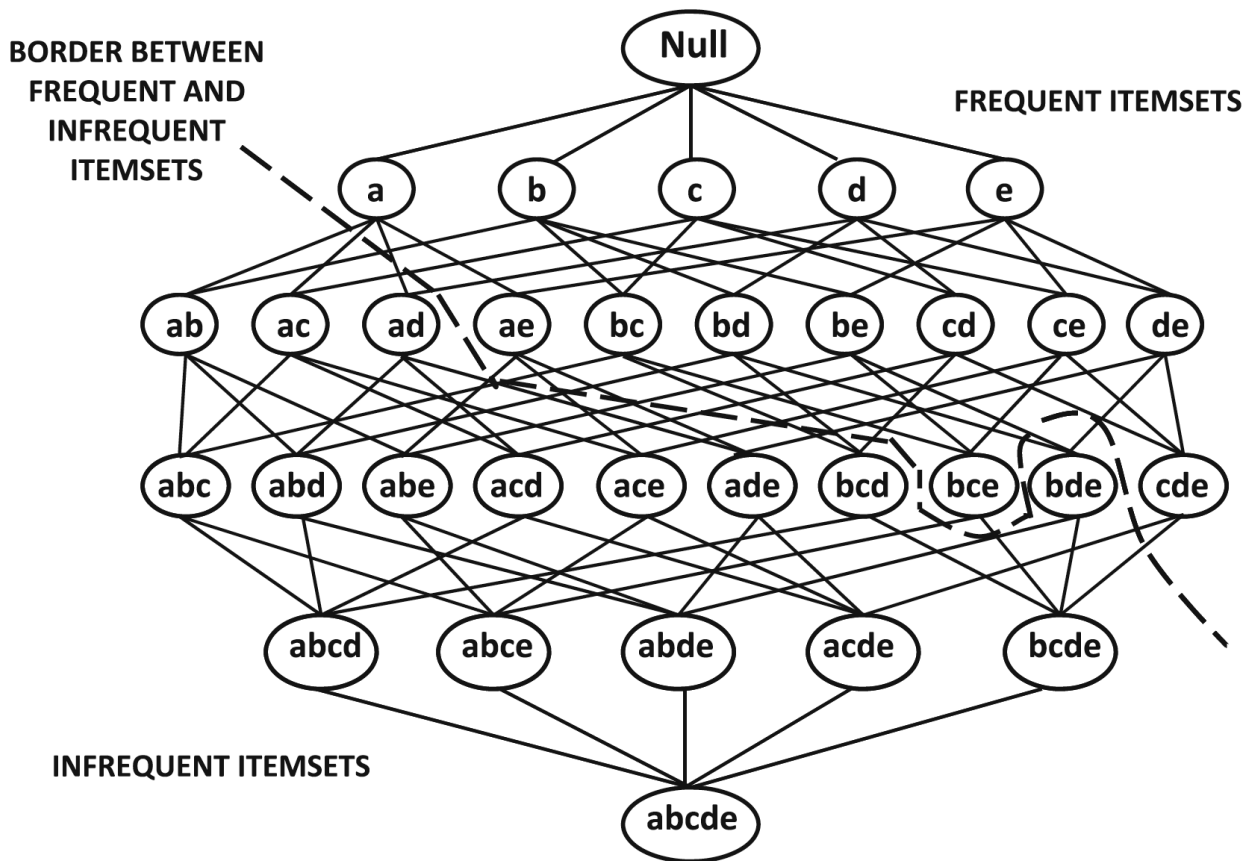 Null
BORDER BETWEEN
FREQUENT AND
INFREQUENT
ITEMSETS
FREQUENT ITEMSETS
a b c d e
ab ac ad ae bc bd be cd ce de
abc abd abe acd ace ade bcd bce bde cde
abcd abce abde acde bcde
INFREQUENT ITEMSETS
abcde